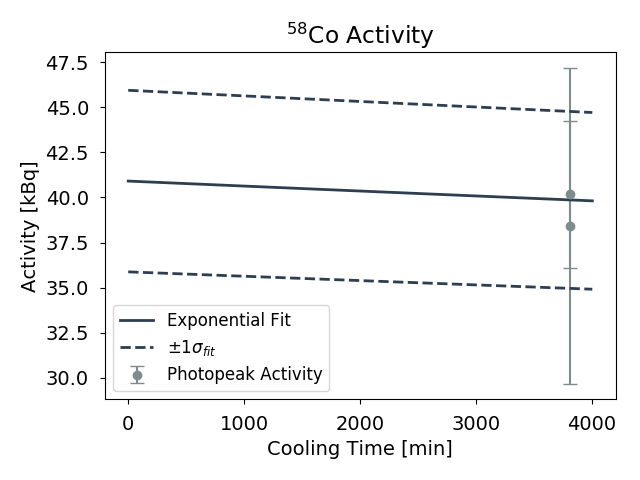 ⁵⁸Co Activity
47.5
45.0
42.5
40.0
37.5
35.0
32.5
30.0
Activity [kBq]
Exponential Fit
±1σ_fit
Photopeak Activity
0 1000 2000 3000 4000
Cooling Time [min]